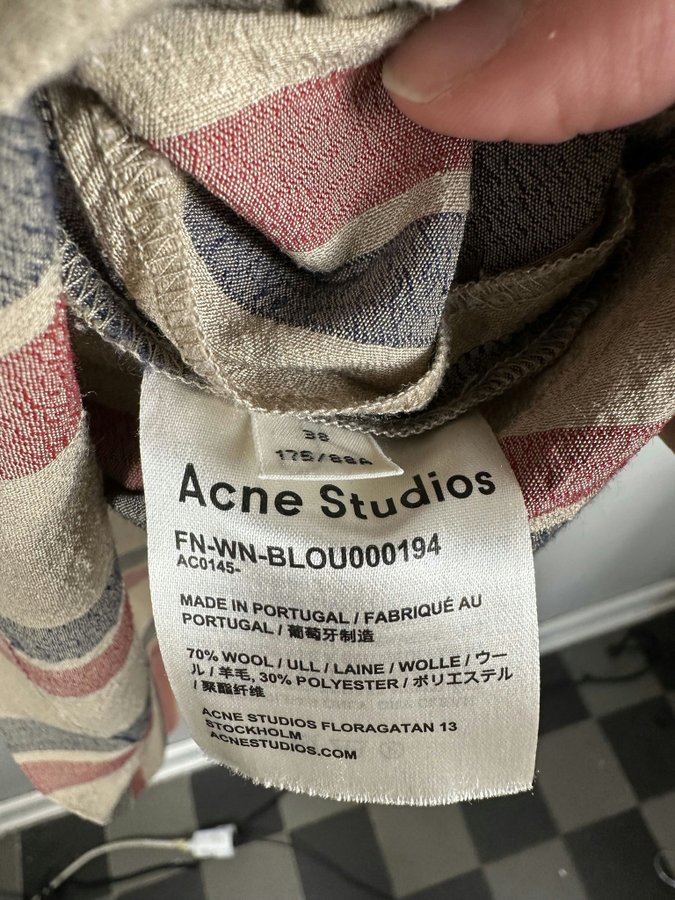 38
175/88A
Acne Studios
FN-WN-BLOU000194
AC0145-
MADE IN PORTUGAL / FABRIQUÉ AU
PORTUGAL / 葡萄牙制造
70% WOOL / ULL / LAINE / WOLLE / ウー
ル / 羊毛, 30% POLYESTER / ポリエステル
/ 聚酯纤维
ACNE STUDIOS FLORAGATAN 13
STOCKHOLM
ACNESTUDIOS.COM